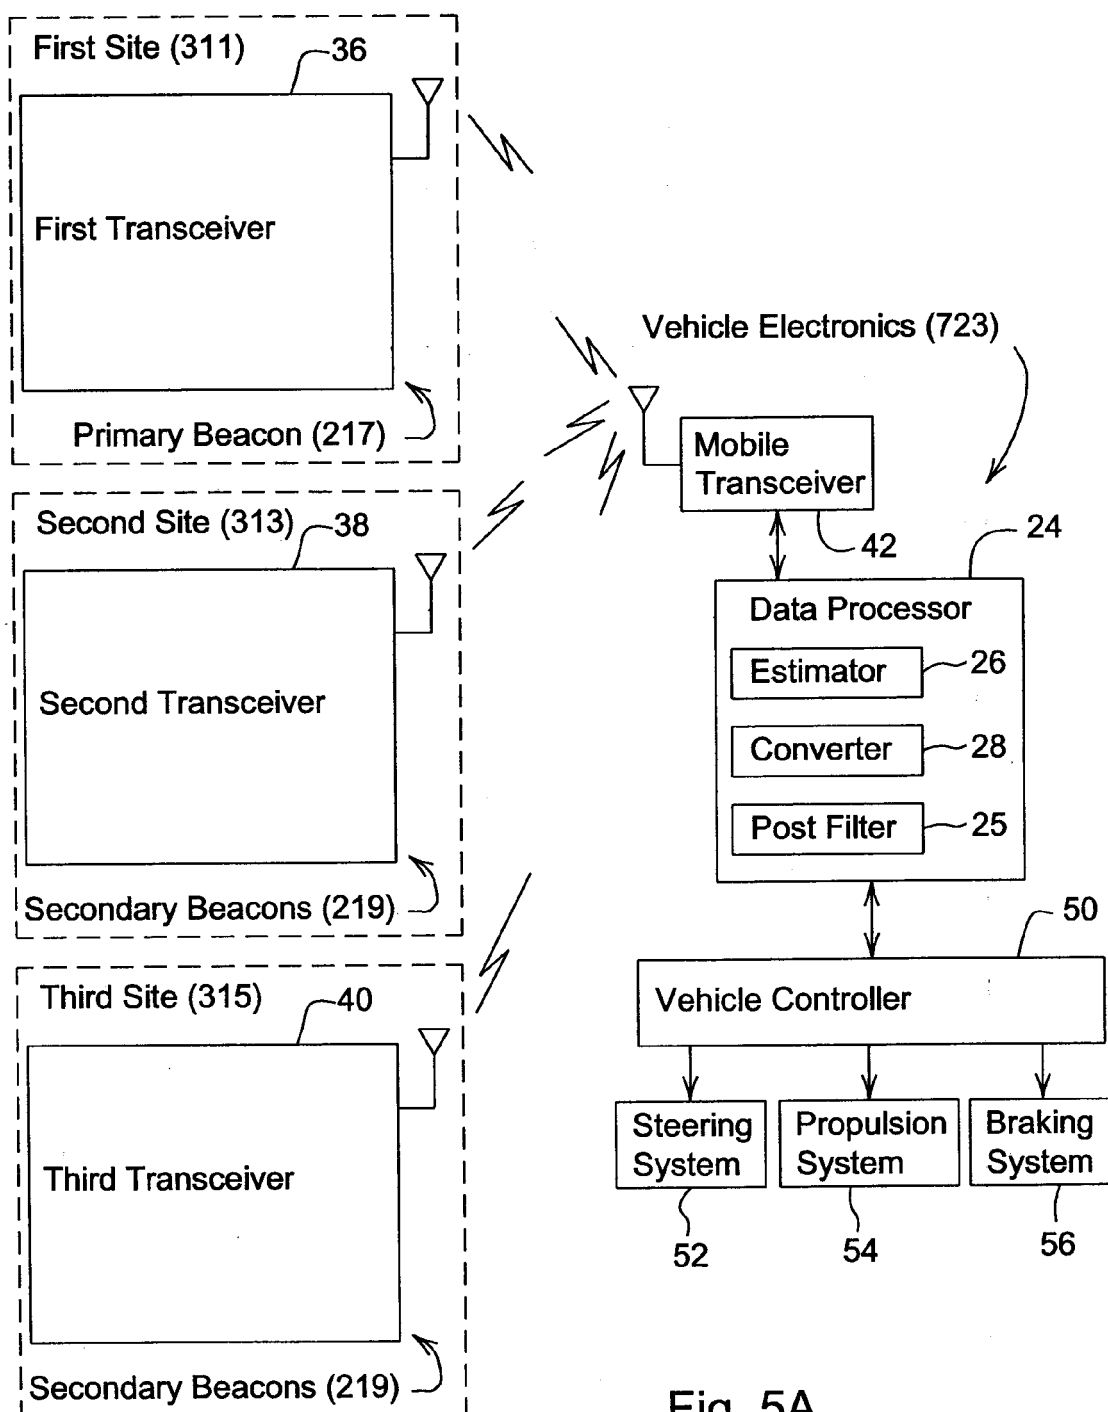 First Site (311)
36
First Transceiver
Primary Beacon (217)
Second Site (313)
38
Second Transceiver
Secondary Beacons (219)
Third Site (315)
40
Third Transceiver
Secondary Beacons (219)
Vehicle Electronics (723)
Mobile
Transceiver
42
24
Data Processor
Estimator
26
Converter
28
Post Filter
25
50
Vehicle Controller
Steering
System
Propulsion
System
Braking
System
52
54
56
Fig. 5A